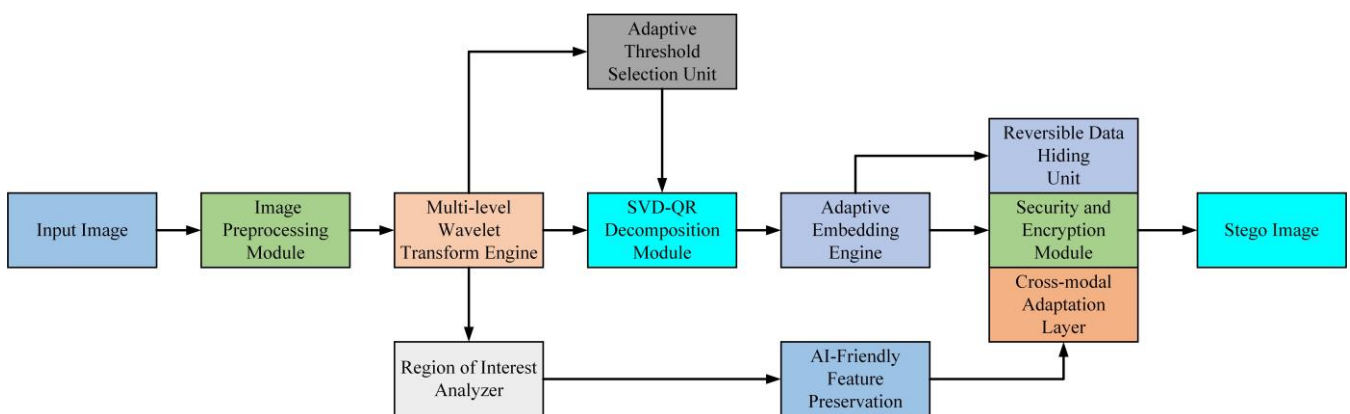 Adaptive
Threshold
Selection Unit
Reversible Data
Hiding
Unit
Input Image
Image
Preprocessing
Module
Multi-level
Wavelet
Transform Engine
SVD-QR
Decomposition
Module
Adaptive
Embedding
Engine
Security and
Encryption
Module
Stego Image
Cross-modal
Adaptation
Layer
Region of Interest
Analyzer
AI-Friendly
Feature
Preservation